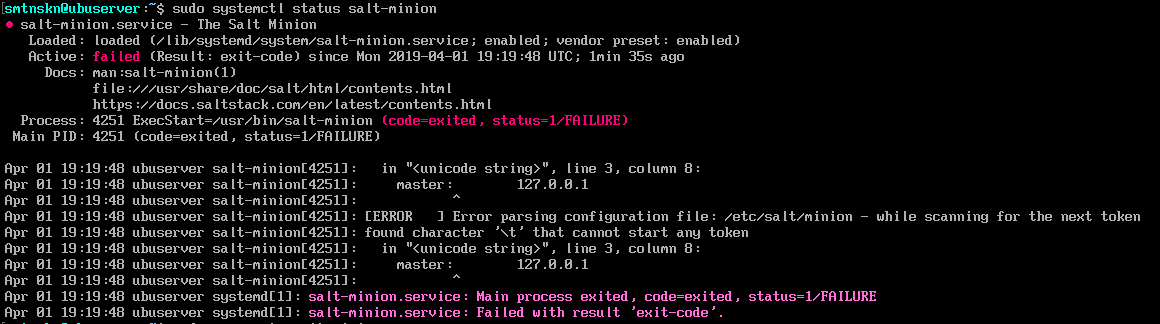 smtnskn@ubuserver:~$ sudo systemctl status salt-minion
● salt-minion.service - The Salt Minion
   Loaded: loaded (/lib/systemd/system/salt-minion.service; enabled; vendor preset: enabled)
   Active: failed (Result: exit-code) since Mon 2019-04-01 19:19:48 UTC; 1min 35s ago
     Docs: man:salt-minion(1)
           file:///usr/share/doc/salt/html/contents.html
           https://docs.saltstack.com/en/latest/contents.html
  Process: 4251 ExecStart=/usr/bin/salt-minion (code=exited, status=1/FAILURE)
 Main PID: 4251 (code=exited, status=1/FAILURE)

Apr 01 19:19:48 ubuserver salt-minion[4251]:   in "<unicode string>", line 3, column 8:
Apr 01 19:19:48 ubuserver salt-minion[4251]:     master:        127.0.0.1
Apr 01 19:19:48 ubuserver salt-minion[4251]:            ^
Apr 01 19:19:48 ubuserver salt-minion[4251]: [ERROR   ] Error parsing configuration file: /etc/salt/minion - while scanning for the next token
Apr 01 19:19:48 ubuserver salt-minion[4251]: found character '\t' that cannot start any token
Apr 01 19:19:48 ubuserver salt-minion[4251]:   in "<unicode string>", line 3, column 8:
Apr 01 19:19:48 ubuserver salt-minion[4251]:     master:        127.0.0.1
Apr 01 19:19:48 ubuserver salt-minion[4251]:            ^
Apr 01 19:19:48 ubuserver systemd[1]: salt-minion.service: Main process exited, code=exited, status=1/FAILURE
Apr 01 19:19:48 ubuserver systemd[1]: salt-minion.service: Failed with result 'exit-code'.